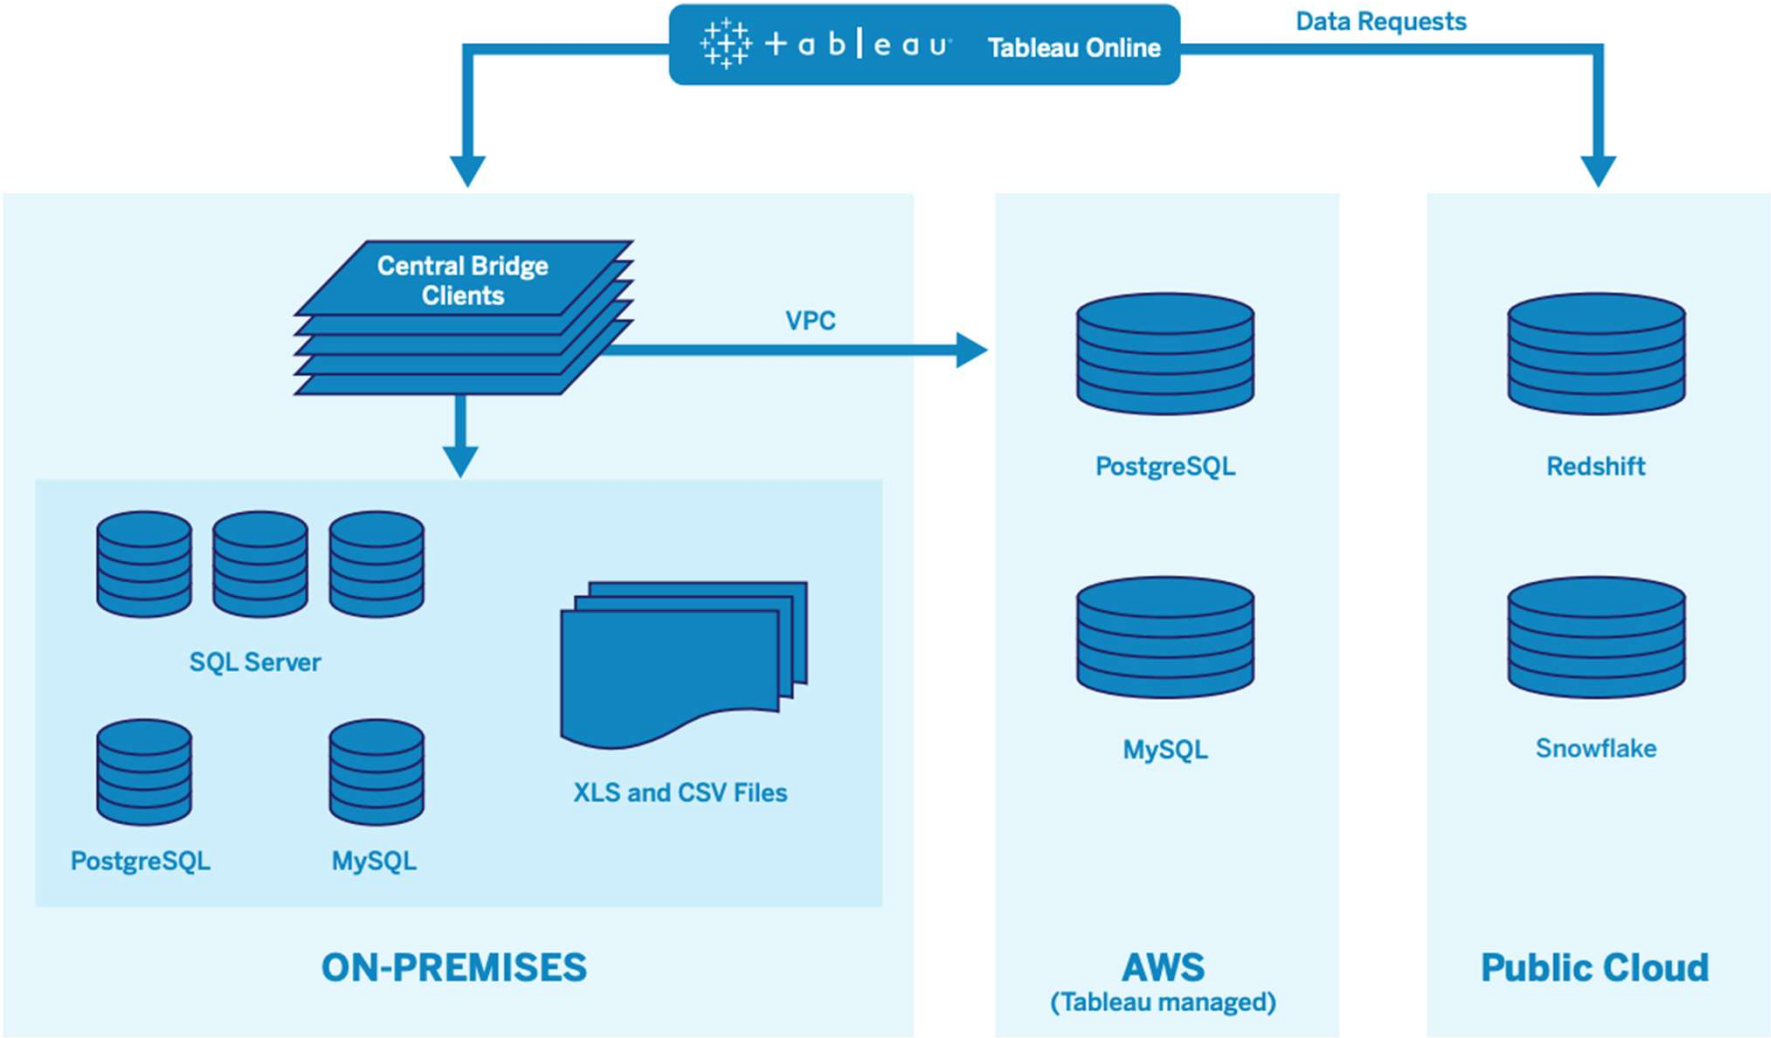 +ableau Tableau Online
Data Requests
Central Bridge
Clients
VPC
SQL Server
PostgreSQL
MySQL
XLS and CSV Files
ON-PREMISES
PostgreSQL
MySQL
AWS
(Tableau managed)
Redshift
Snowflake
Public Cloud